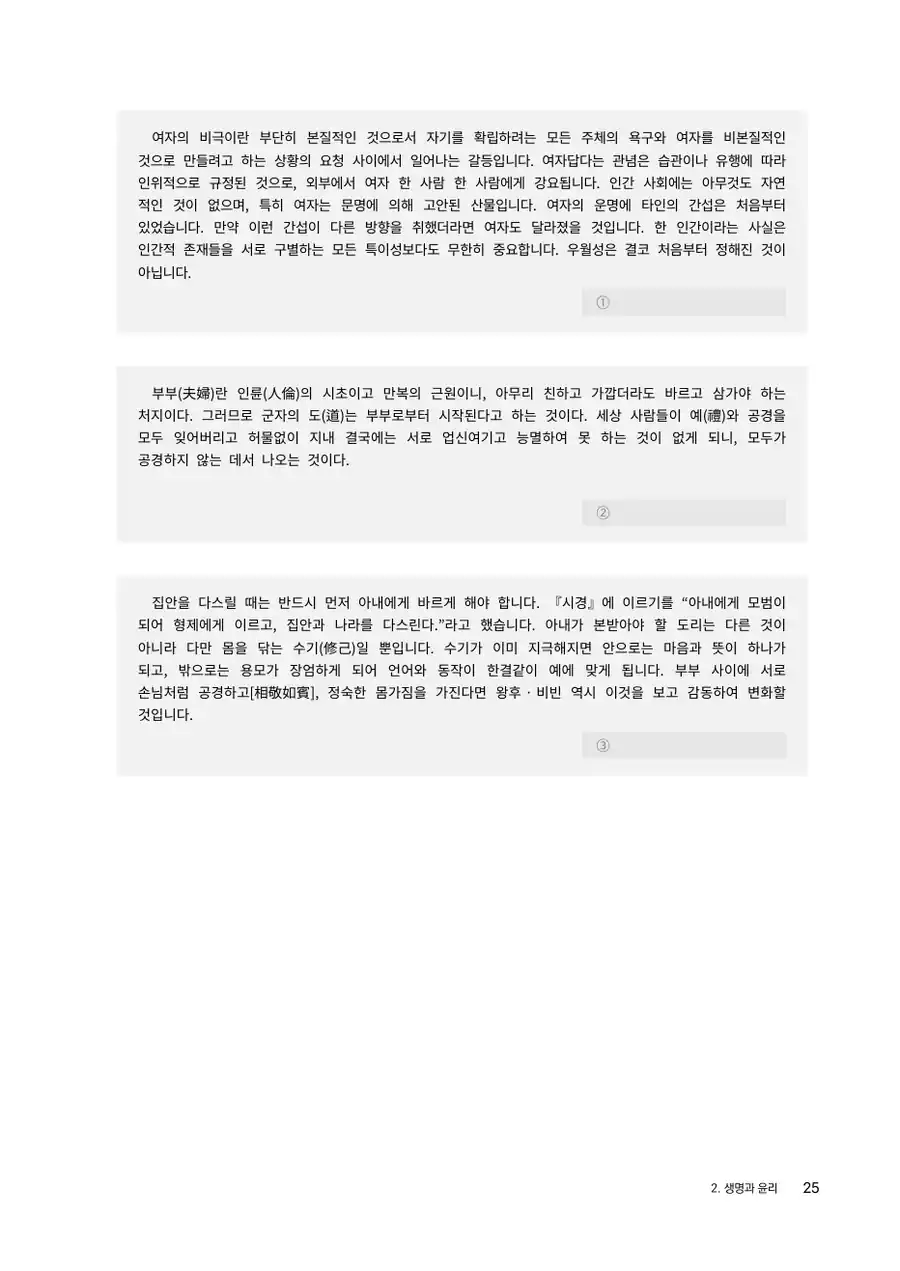 여자의 비극이란 부단히 본질적인 것으로서 자기를 확립하려는 모든 주체의 욕구와 여자를 비본질적인
것으로 만들려고 하는 상황의 요청 사이에서 일어나는 갈등입니다. 여자답다는 관념은 습관이나 유행에 따라
인위적으로 규정된 것으로, 외부에서 여자 한 사람 한 사람에게 강요됩니다. 인간 사회에는 아무것도 자연
적인 것이 없으며, 특히 여자는 문명에 의해 고안된 산물입니다. 여자의 운명에 타인의 간섭은 처음부터
있었습니다. 만약 이런 간섭이 다른 방향을 취했더라면 여자도 달라졌을 것입니다. 한 인간이라는 사실은
인간적 존재들을 서로 구별하는 모든 특이성보다도 무한히 중요합니다. 우월성은 결코 처음부터 정해진 것이
아닙니다.
①
부부(夫婦)란 인륜(人倫)의 시초이고 만복의 근원이니, 아무리 친하고 가깝더라도 바르고 삼가야 하는
처지이다. 그러므로 군자의 도(道)는 부부로부터 시작된다고 하는 것이다. 세상 사람들이 예(禮)와 공경을
모두 잊어버리고 허물없이 지내 결국에는 서로 업신여기고 능멸하여 못 하는 것이 없게 되니, 모두가
공경하지 않는 데서 나오는 것이다.
②
집안을 다스릴 때는 반드시 먼저 아내에게 바르게 해야 합니다. 『시경』에 이르기를 “아내에게 모범이
되어 형제에게 이르고, 집안과 나라를 다스린다.”라고 했습니다. 아내가 본받아야 할 도리는 다른 것이
아니라 다만 몸을 닦는 수기(修己)일 뿐입니다. 수기가 이미 지극해지면 안으로는 마음과 뜻이 하나가
되고, 밖으로는 용모가 장엄하게 되어 언어와 동작이 한결같이 예에 맞게 됩니다. 부부 사이에 서로
손님처럼 공경하고[相敬如賓], 정숙한 몸가짐을 가진다면 왕후·비빈 역시 이것을 보고 감동하여 변화할
것입니다.
③
2. 생명과 윤리 25